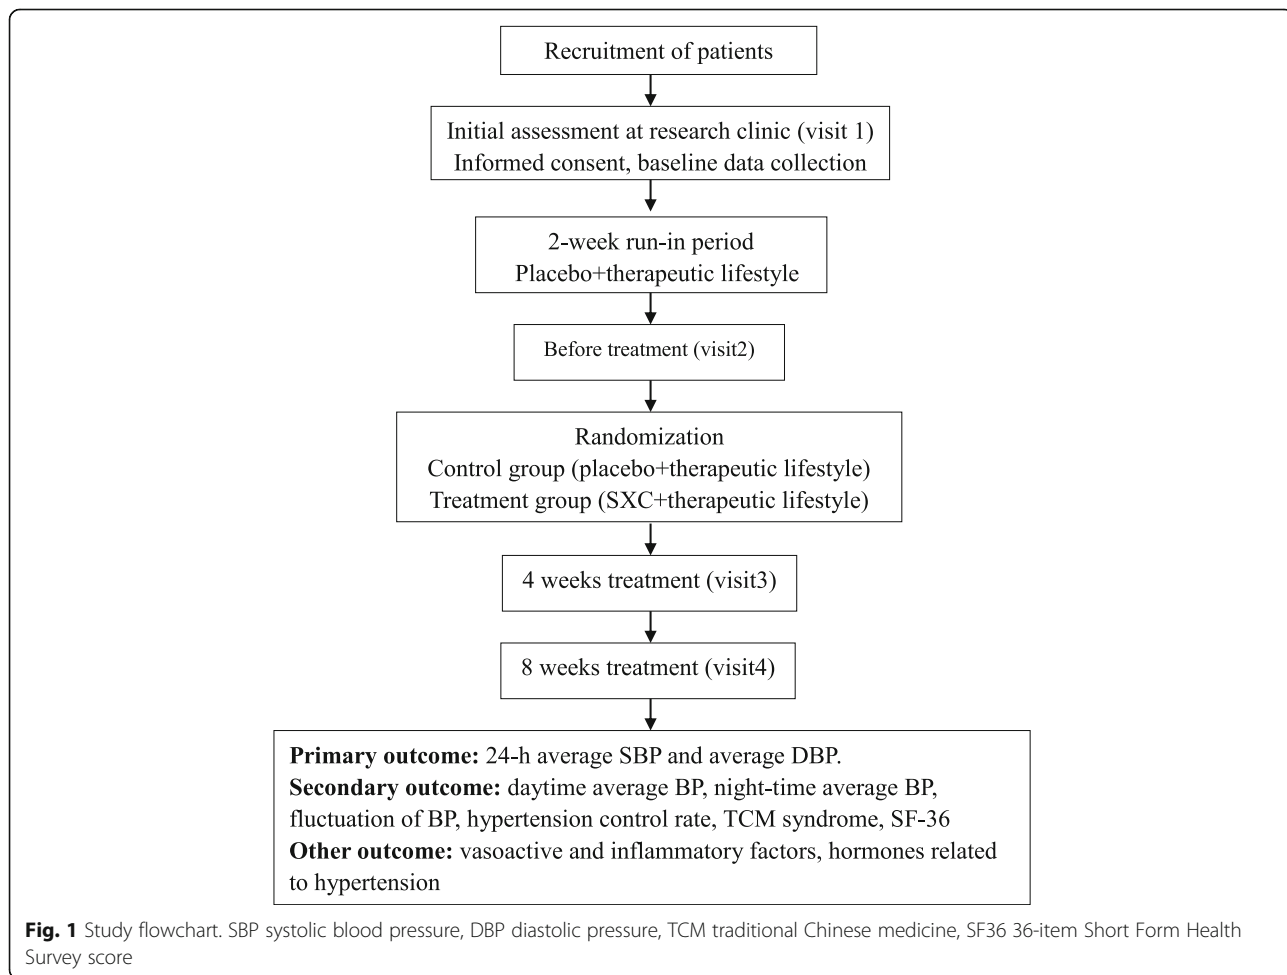 Recruitment of patients
Initial assessment at research clinic (visit 1)
Informed consent, baseline data collection
2-week run-in period
Placebo+therapeutic lifestyle
Before treatment (visit2)
Randomization
Control group (placebo+therapeutic lifestyle)
Treatment group (SXC+therapeutic lifestyle)
4 weeks treatment (visit3)
8 weeks treatment (visit4)
Primary outcome: 24-h average SBP and average DBP.
Secondary outcome: daytime average BP, night-time average BP,
fluctuation of BP, hypertension control rate, TCM syndrome, SF-36
Other outcome: vasoactive and inflammatory factors, hormones related
to hypertension
Fig. 1 Study flowchart. SBP systolic blood pressure, DBP diastolic pressure, TCM traditional Chinese medicine, SF36 36-item Short Form Health
Survey score